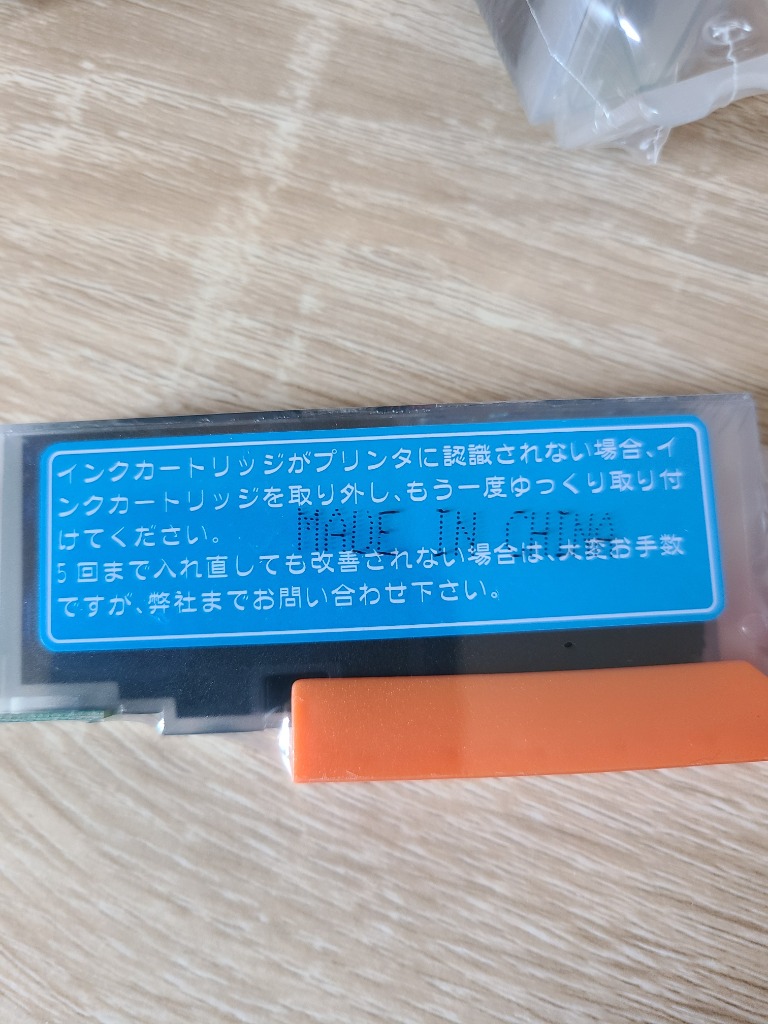 インクカートリッジがプリンタに認識されない場合、イ
ンクカートリッジを取り外し、もう一度ゆっくり取り付
けてください。
MADE IN CHINA
5回まで入れ直しても改善されない場合は、大変お手数
ですが、弊社までお問い合わせ下さい。